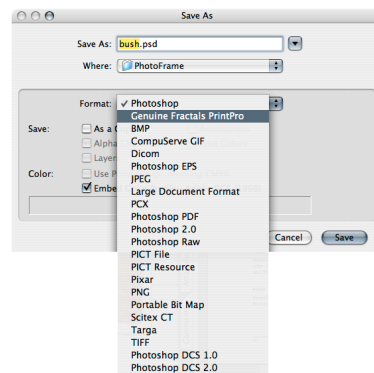 Save As
Save As: bush.psd
Where: PhotoFrame
Format: ✓ Photoshop
Genuine Fractals PrintPro
Save: As a
BMP
Alpha
CompuServe GIF
Layer
Dicom
Color: Use P
Photoshop EPS
Embe
JPEG
Large Document Format
PCX
Photoshop PDF
Photoshop 2.0
Cancel Save
Photoshop Raw
PICT File
PICT Resource
Pixar
PNG
Portable Bit Map
Scitex CT
Targa
TIFF
Photoshop DCS 1.0
Photoshop DCS 2.0